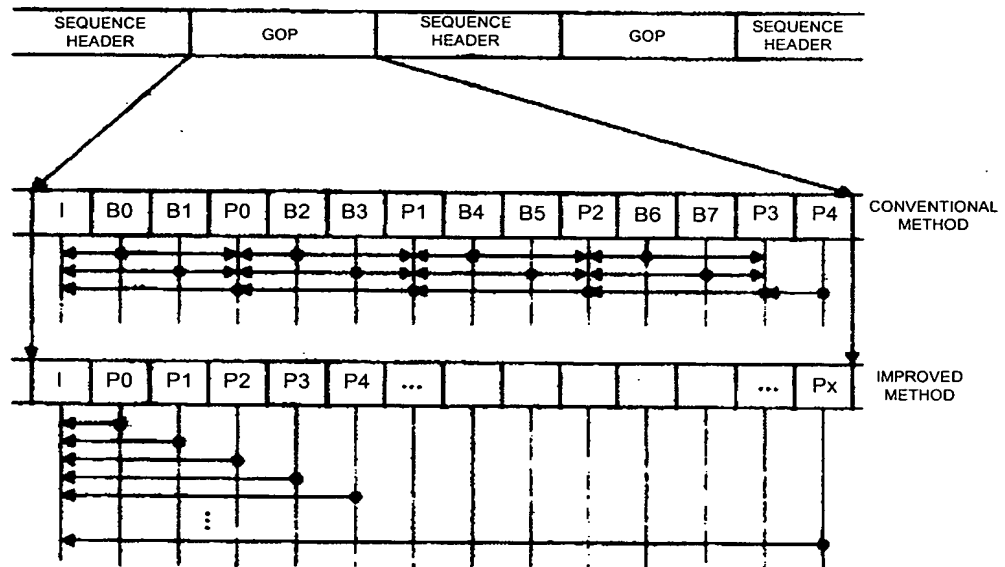 SEQUENCE HEADER GOP SEQUENCE HEADER GOP SEQUENCE HEADER
I B0 B1 P0 B2 B3 P1 B4 B5 P2 B6 B7 P3 P4 CONVENTIONAL METHOD
I P0 P1 P2 P3 P4 ... ... Px IMPROVED METHOD
...